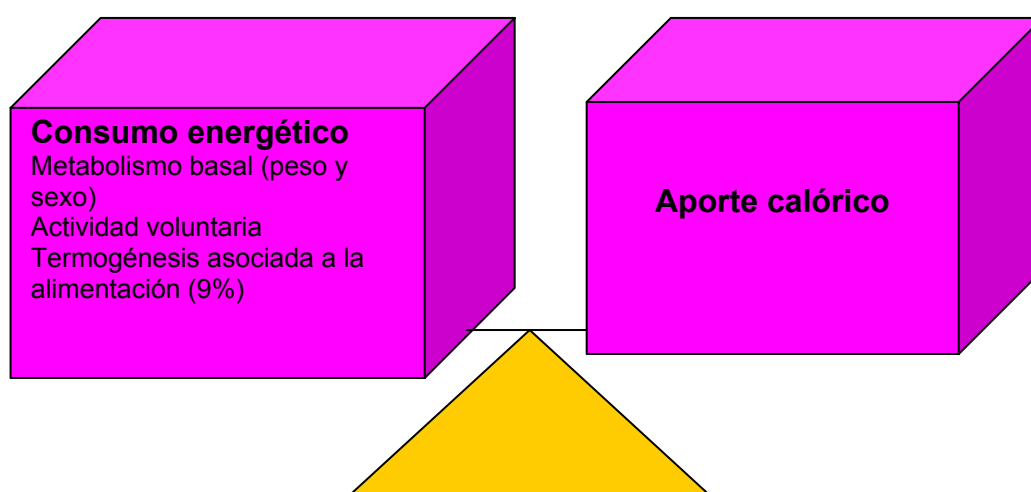 Consumo energético
Metabolismo basal (peso y
sexo)
Actividad voluntaria
Termogénesis asociada a la
alimentación (9%)
Aporte calórico